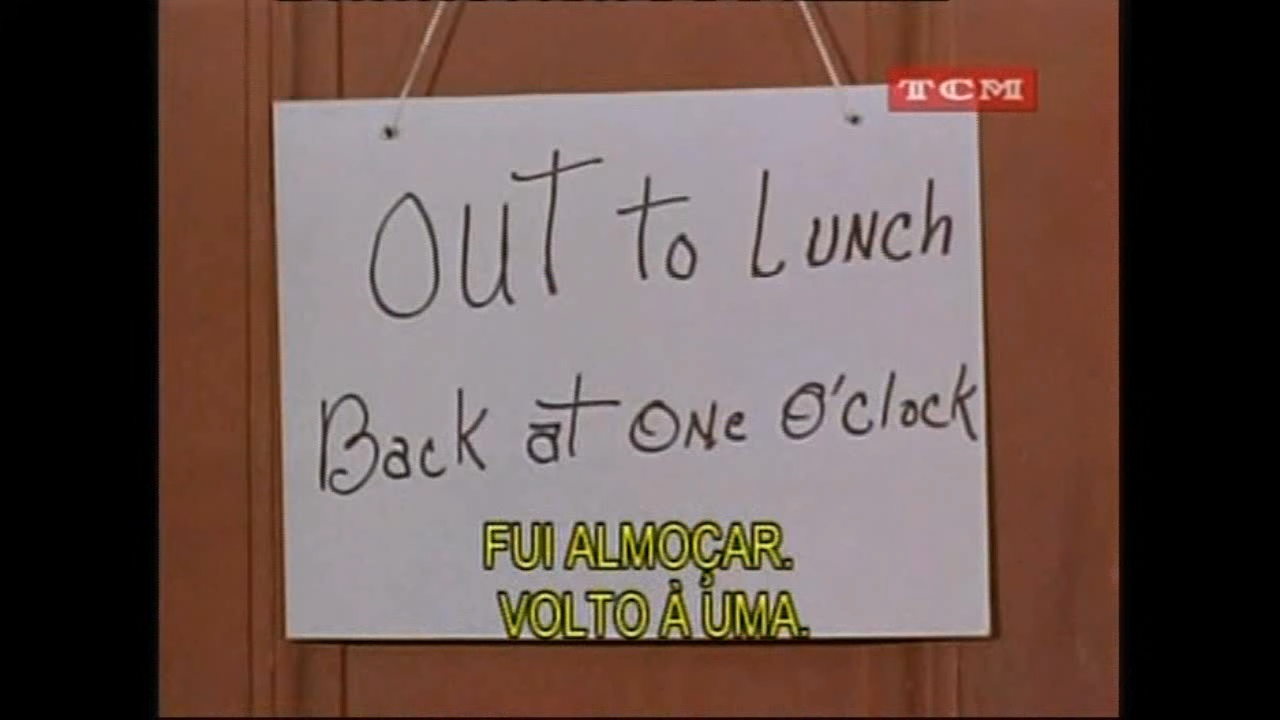 TCM
OUT to Lunch
Back at ONe O'clock
FUI ALMOÇAR.
VOLTO À UMA.